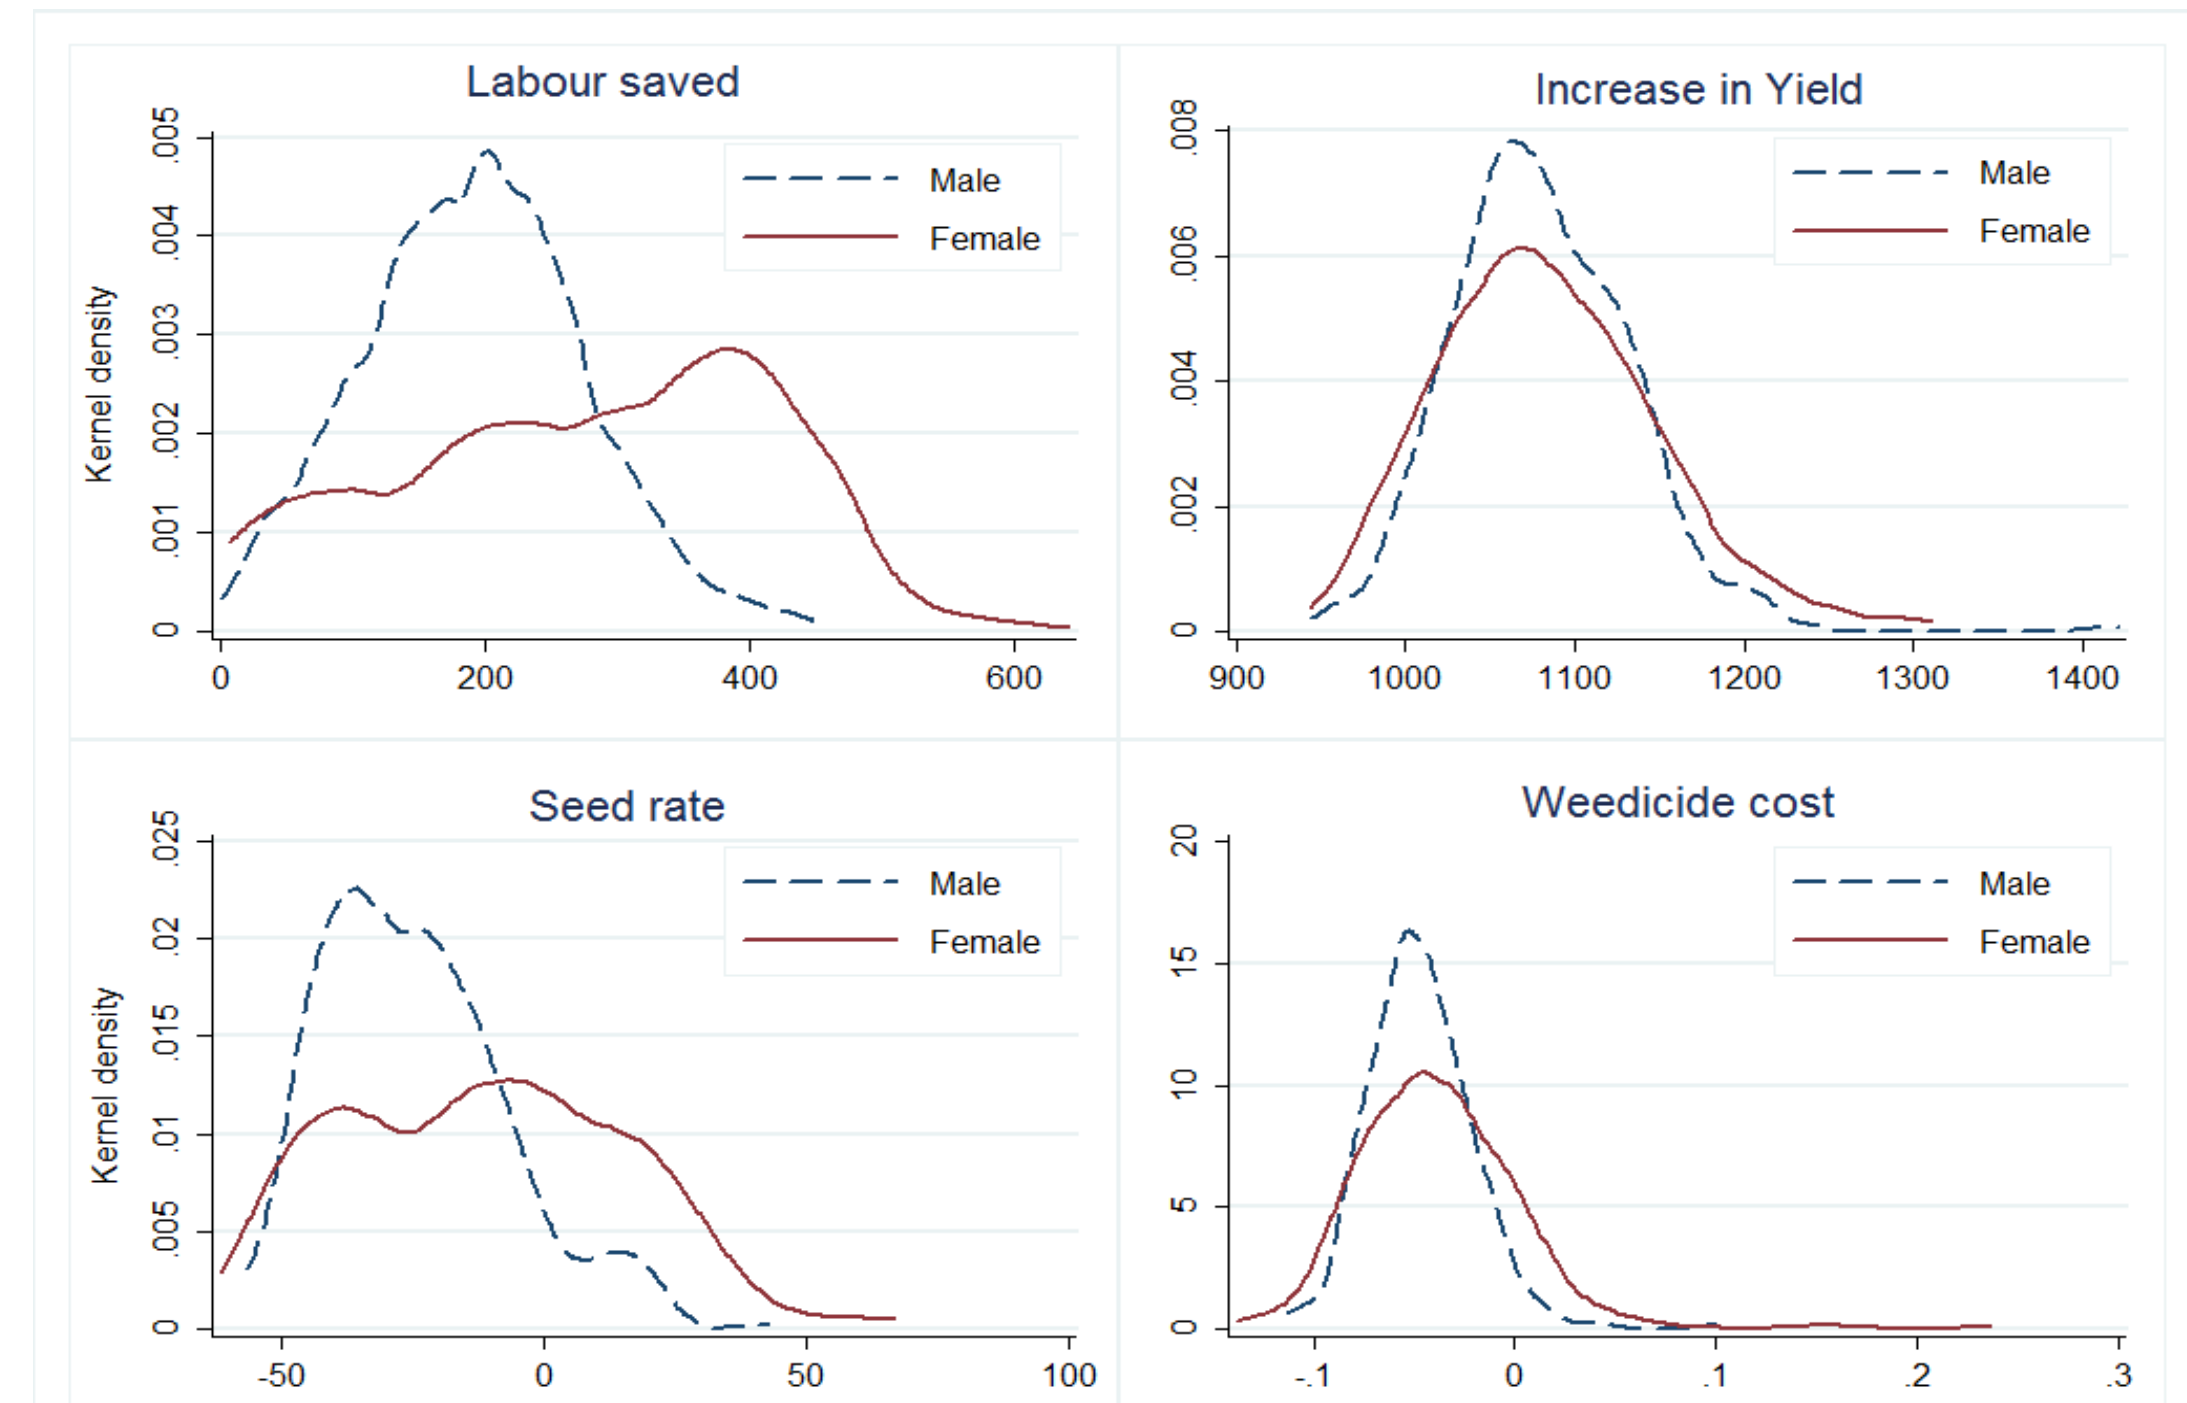 Labour saved
Kernel density
.005
.004
.003
.002
.001
0
0 200 400 600
Male
Female
Increase in Yield
.008
.006
.004
.002
0
900 1000 1100 1200 1300 1400
Male
Female
Seed rate
Kernel density
.025
.02
.015
.01
.005
0
-50 0 50 100
Male
Female
Weedicide cost
20
15
10
5
0
-.1 0 .1 .2 .3
Male
Female